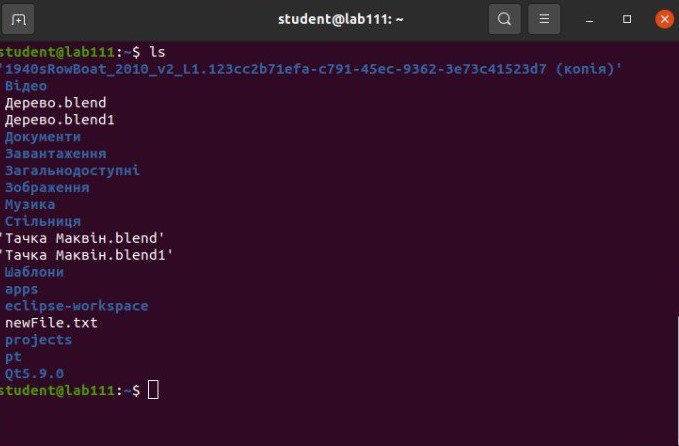 student@lab111: ~
student@lab111:~$ ls
'1940sRowBoat_2010_v2_L1.123cc2b71efa-c791-45ec-9362-3e73c41523d7 (копія)'
Відео
Дерево.blend
Дерево.blend1
Документи
Завантаження
Загальнодоступні
Зображення
Музика
Стільниця
'Тачка Маквін.blend'
'Тачка Маквін.blend1'
Шаблони
apps
eclipse-workspace
newFile.txt
projects
pt
Qt5.9.0
student@lab111:~$